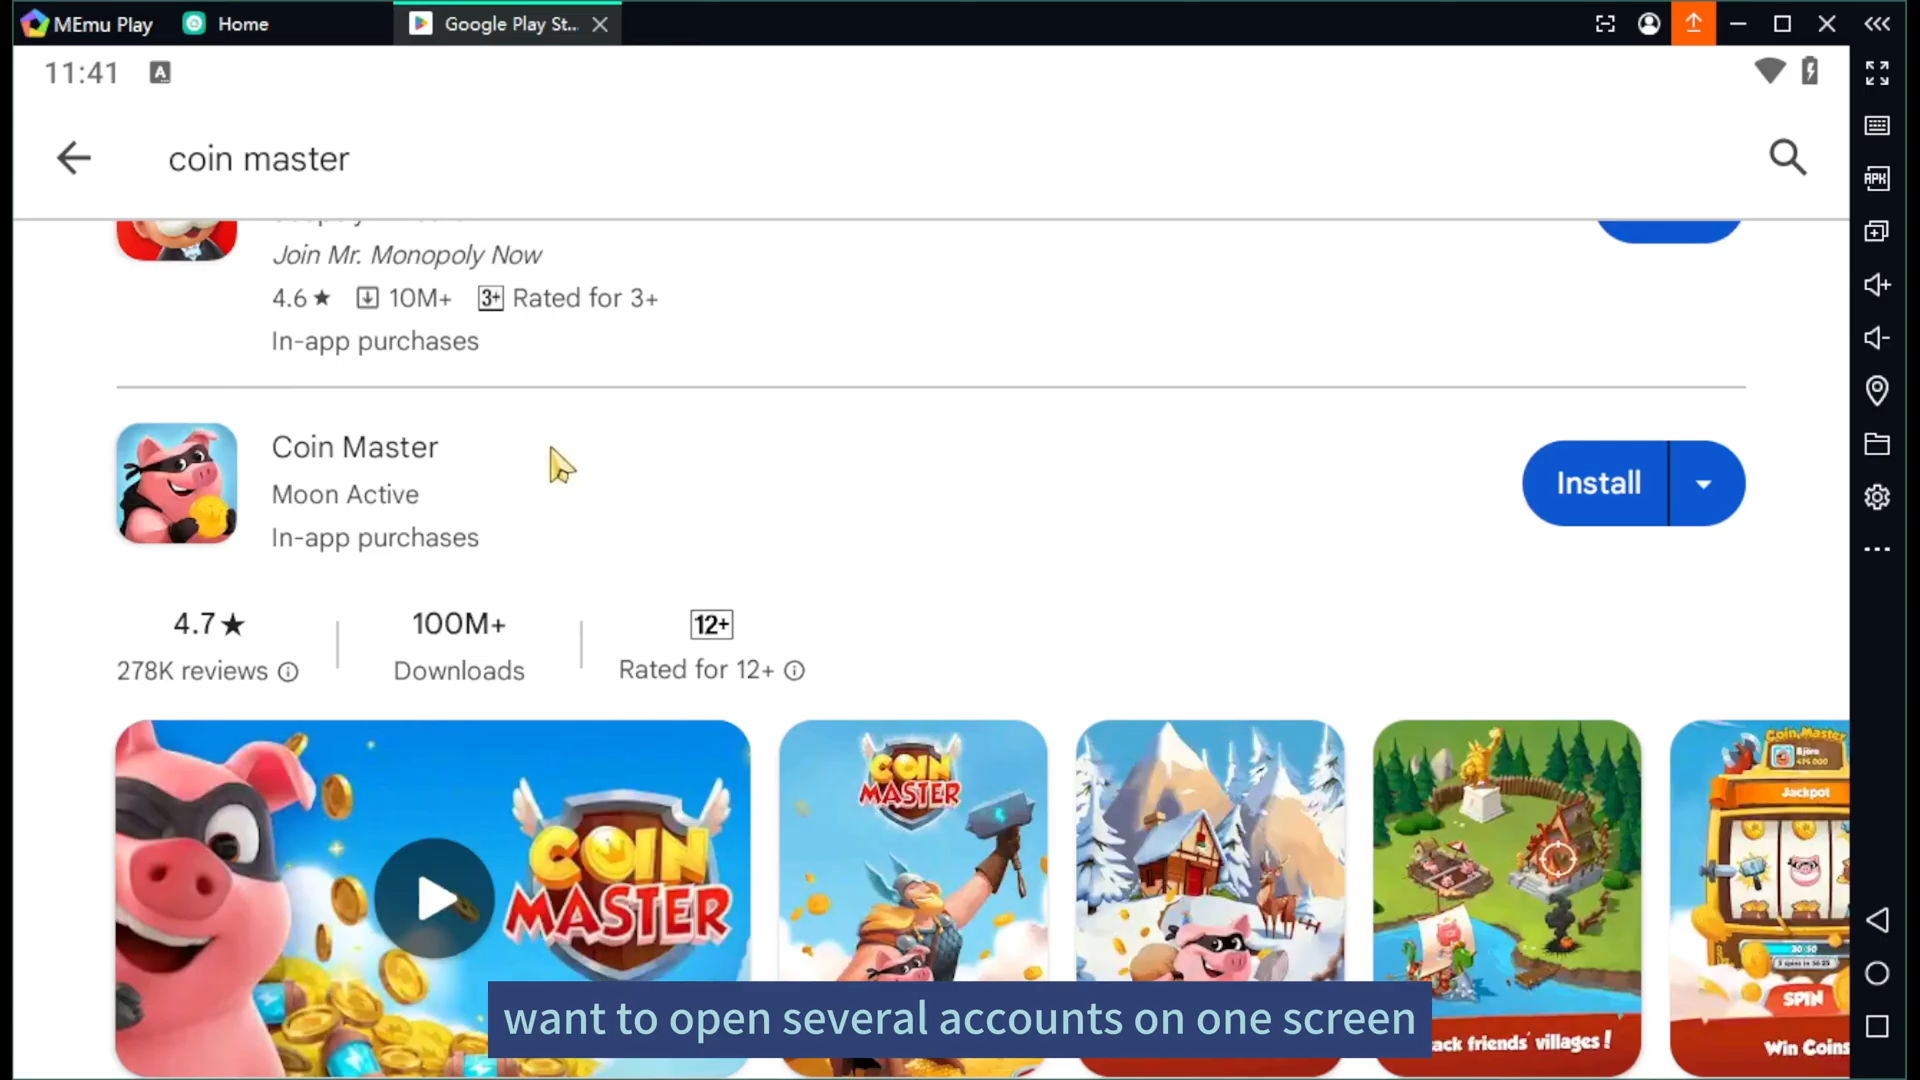 MEmu Play
Home
Google Play St...
11:41
A
coin master
APK
Join Mr. Monopoly Now
4.6★ 10M+ 3+ Rated for 3+
In-app purchases
Coin Master
Moon Active
In-app purchases
Install
4.7★
278K reviews
100M+
Downloads
12+
Rated for 12+
COIN
MASTER
COIN
MASTER
Coin Master
Jackpot
SPIN
ack friends' villages!
Win Coins
want to open several accounts on one screen